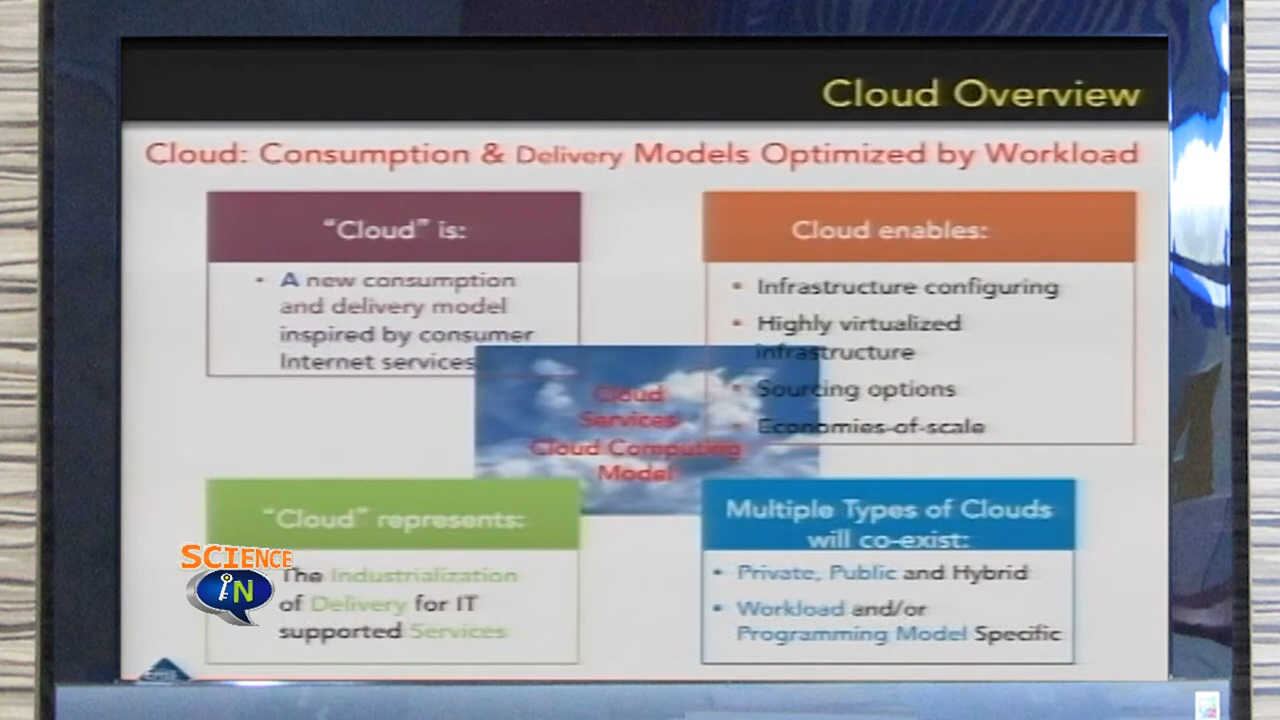 Cloud Overview
Cloud: Consumption & Delivery Models Optimized by Workload
“Cloud” is:
• A new consumption
and delivery model
inspired by consumer
Internet services.
Cloud enables:
• Infrastructure configuring
• Highly virtualized
infrastructure
• Sourcing options
• Economies-of-scale
Cloud
Services
Cloud Computing
Model
“Cloud” represents:
The Industrialization
of Delivery for IT
supported Services
Multiple Types of Clouds
will co-exist:
• Private, Public and Hybrid
• Workload and/or
Programming Model Specific
SCIENCE
iN